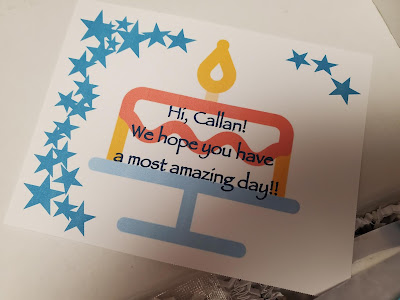 Hi, Callan!
We hope you have
a most amazing day!!